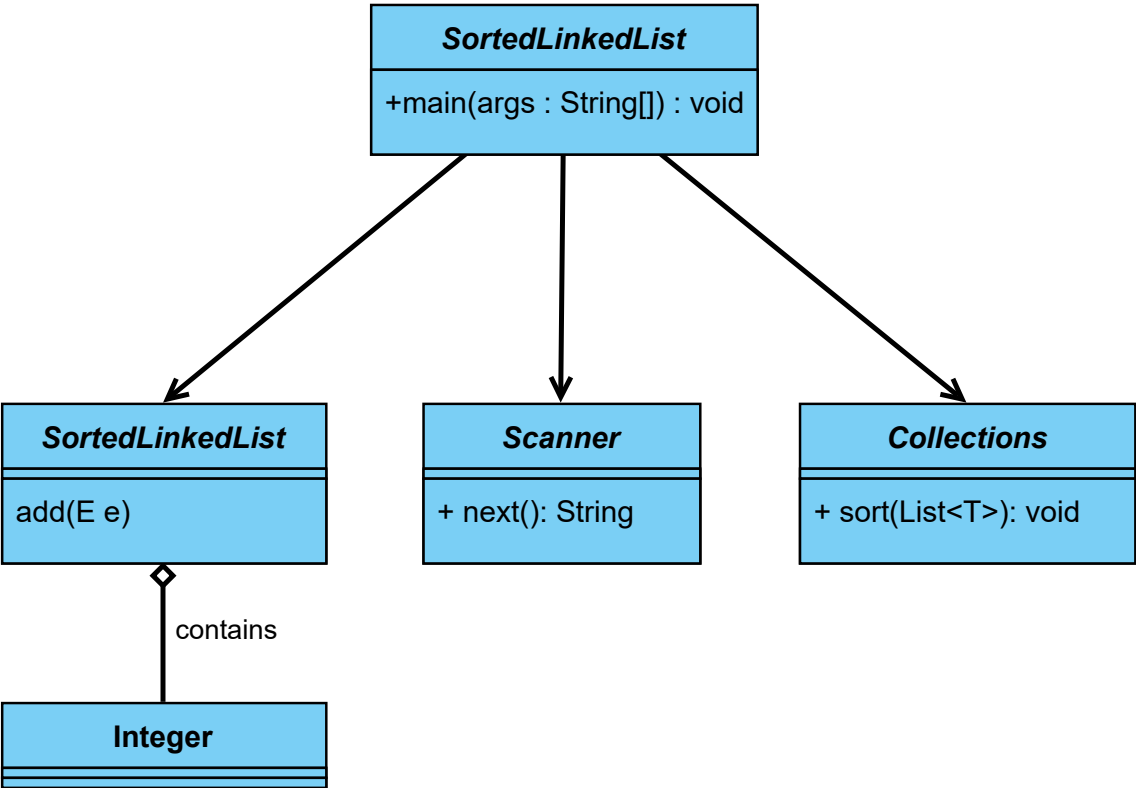 SortedLinkedList
+main(args : String[]) : void
SortedLinkedList
add(E e)
Scanner
+ next(): String
Collections
+ sort(List<T>): void
contains
Integer